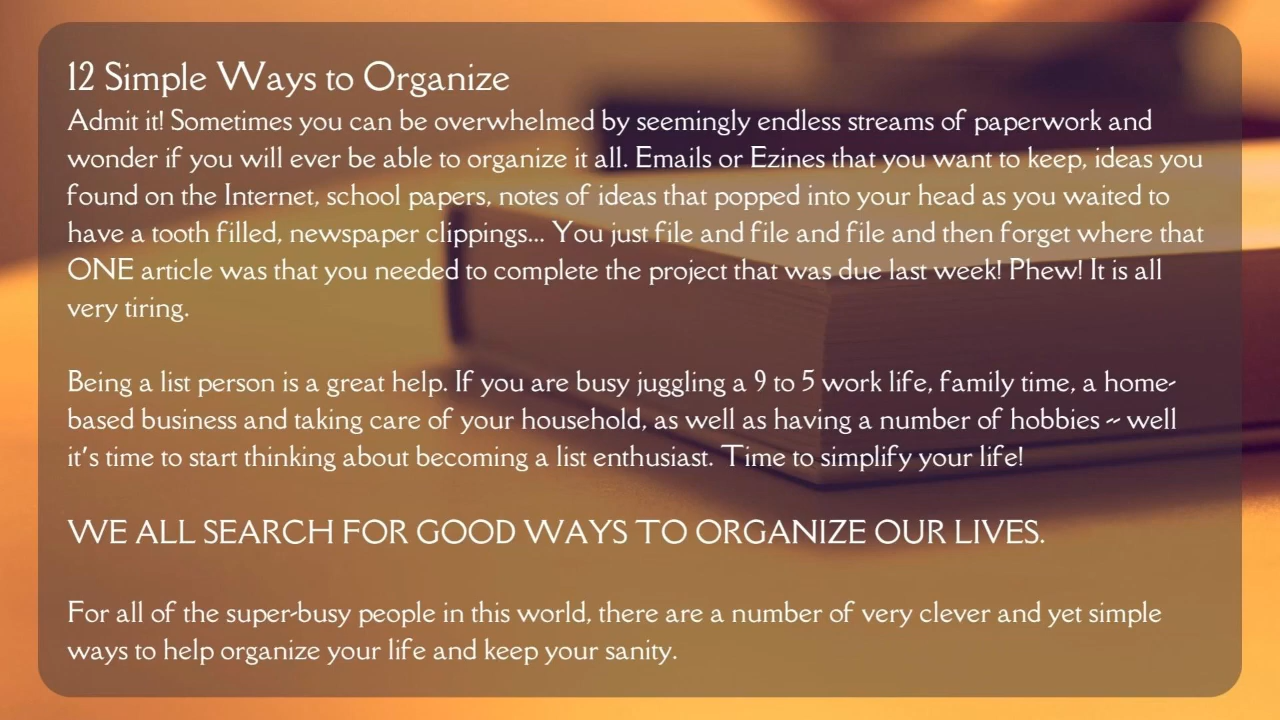 12 Simple Ways to Organize
Admit it! Sometimes you can be overwhelmed by seemingly endless streams of paperwork and
wonder if you will ever be able to organize it all. Emails or Ezines that you want to keep, ideas you
found on the Internet, school papers, notes of ideas that popped into your head as you waited to
have a tooth filled, newspaper clippings... You just file and file and file and then forget where that
ONE article was that you needed to complete the project that was due last week! Phew! It is all
very tiring.
Being a list person is a great help. If you are busy juggling a 9 to 5 work life, family time, a home-
based business and taking care of your household, as well as having a number of hobbies -- well
it's time to start thinking about becoming a list enthusiast. Time to simplify your life!
WE ALL SEARCH FOR GOOD WAYS TO ORGANIZE OUR LIVES.
For all of the super-busy people in this world, there are a number of very clever and yet simple
ways to help organize your life and keep your sanity.